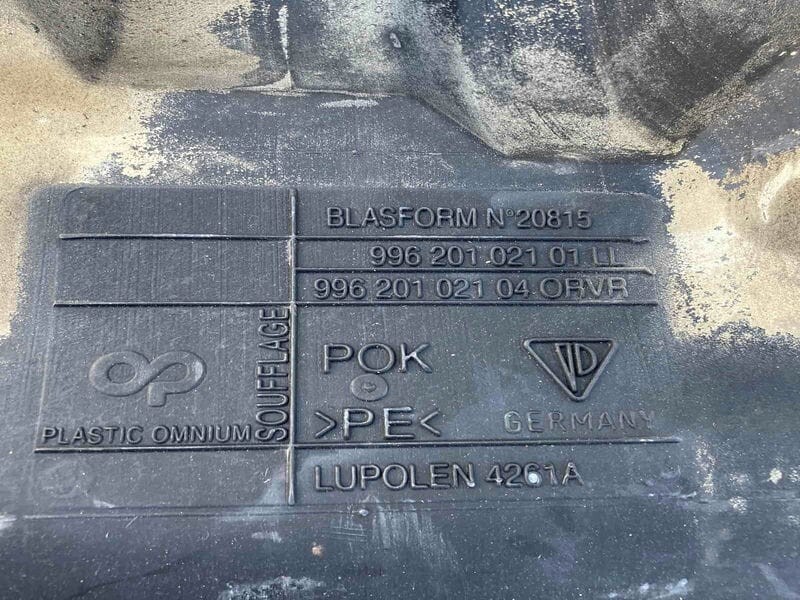 BLASFORM N°20815
996 201 021 01 LL
996 201 021 04 ORVR
SOUFFLAGE
POK
VD
>PE<
GERMANY
PLASTIC OMNIUM
LUPOLEN 4261A